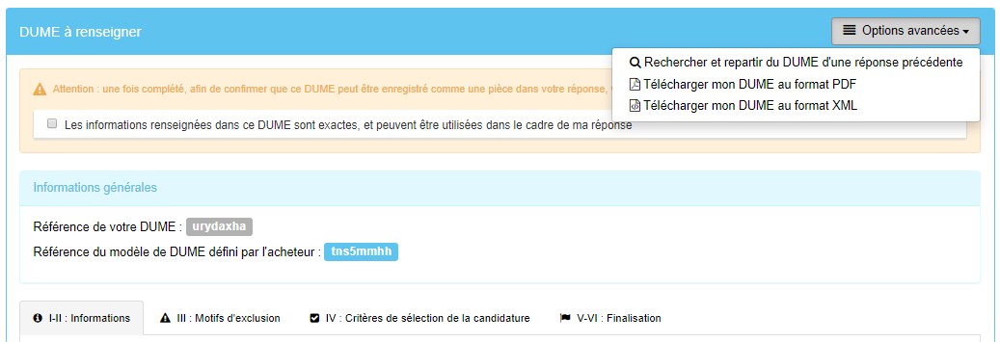 DUME à renseigner
Options avancées
Rechercher et repartir du DUME d'une réponse précédente
Télécharger mon DUME au format PDF
Télécharger mon DUME au format XML
Attention : une fois complété, afin de confirmer que ce DUME peut être enregistré comme une pièce dans votre réponse,
Les informations renseignées dans ce DUME sont exactes, et peuvent être utilisées dans le cadre de ma réponse
Informations générales
Référence de votre DUME : urydaxha
Référence du modèle de DUME défini par l'acheteur : tns5mmhh
I-II : Informations III : Motifs d'exclusion IV : Critères de sélection de la candidature V-VI : Finalisation